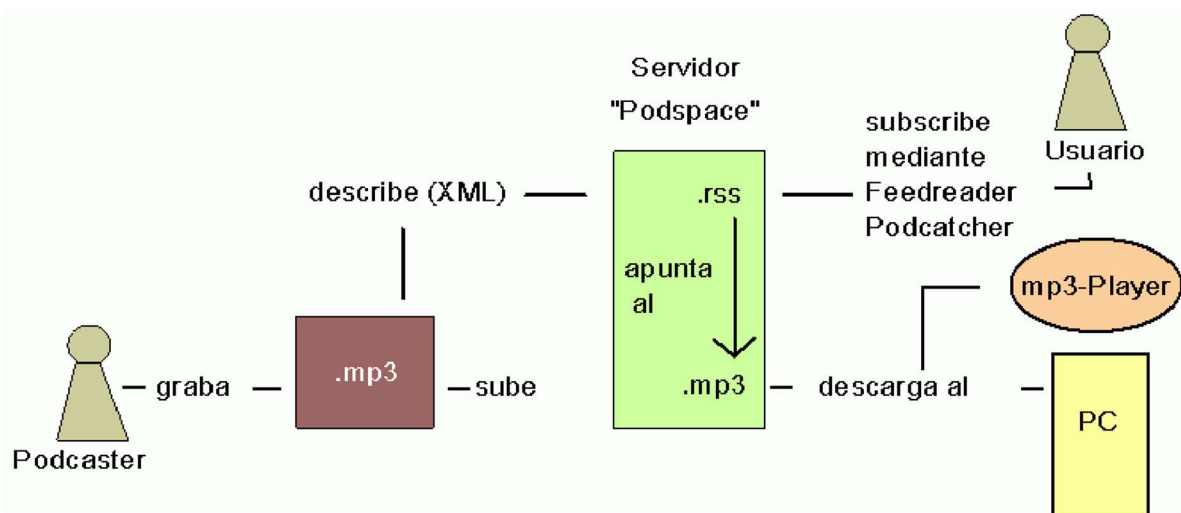 Servidor
"Podspace"
subscribe
mediante
Feedreader
Podcatcher
Usuario
describe (XML)
.rss
apunta
al
mp3-Player
.mp3
graba
sube
.mp3
descarga al
PC
Podcaster